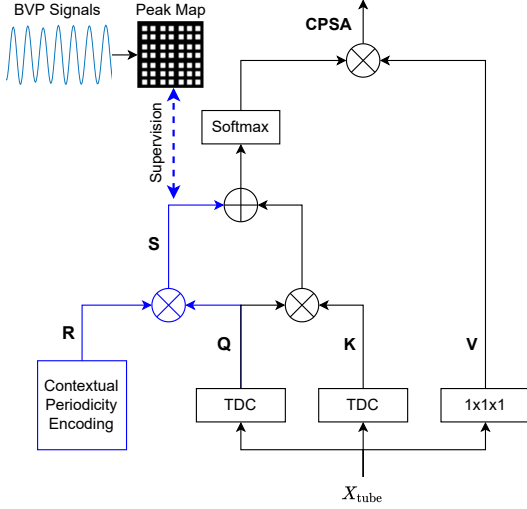 BVP Signals
Peak Map
CPSA
Softmax
Supervision
S
R
Q
K
V
Contextual
Periodicity
Encoding
TDC
TDC
1x1x1
X_tube